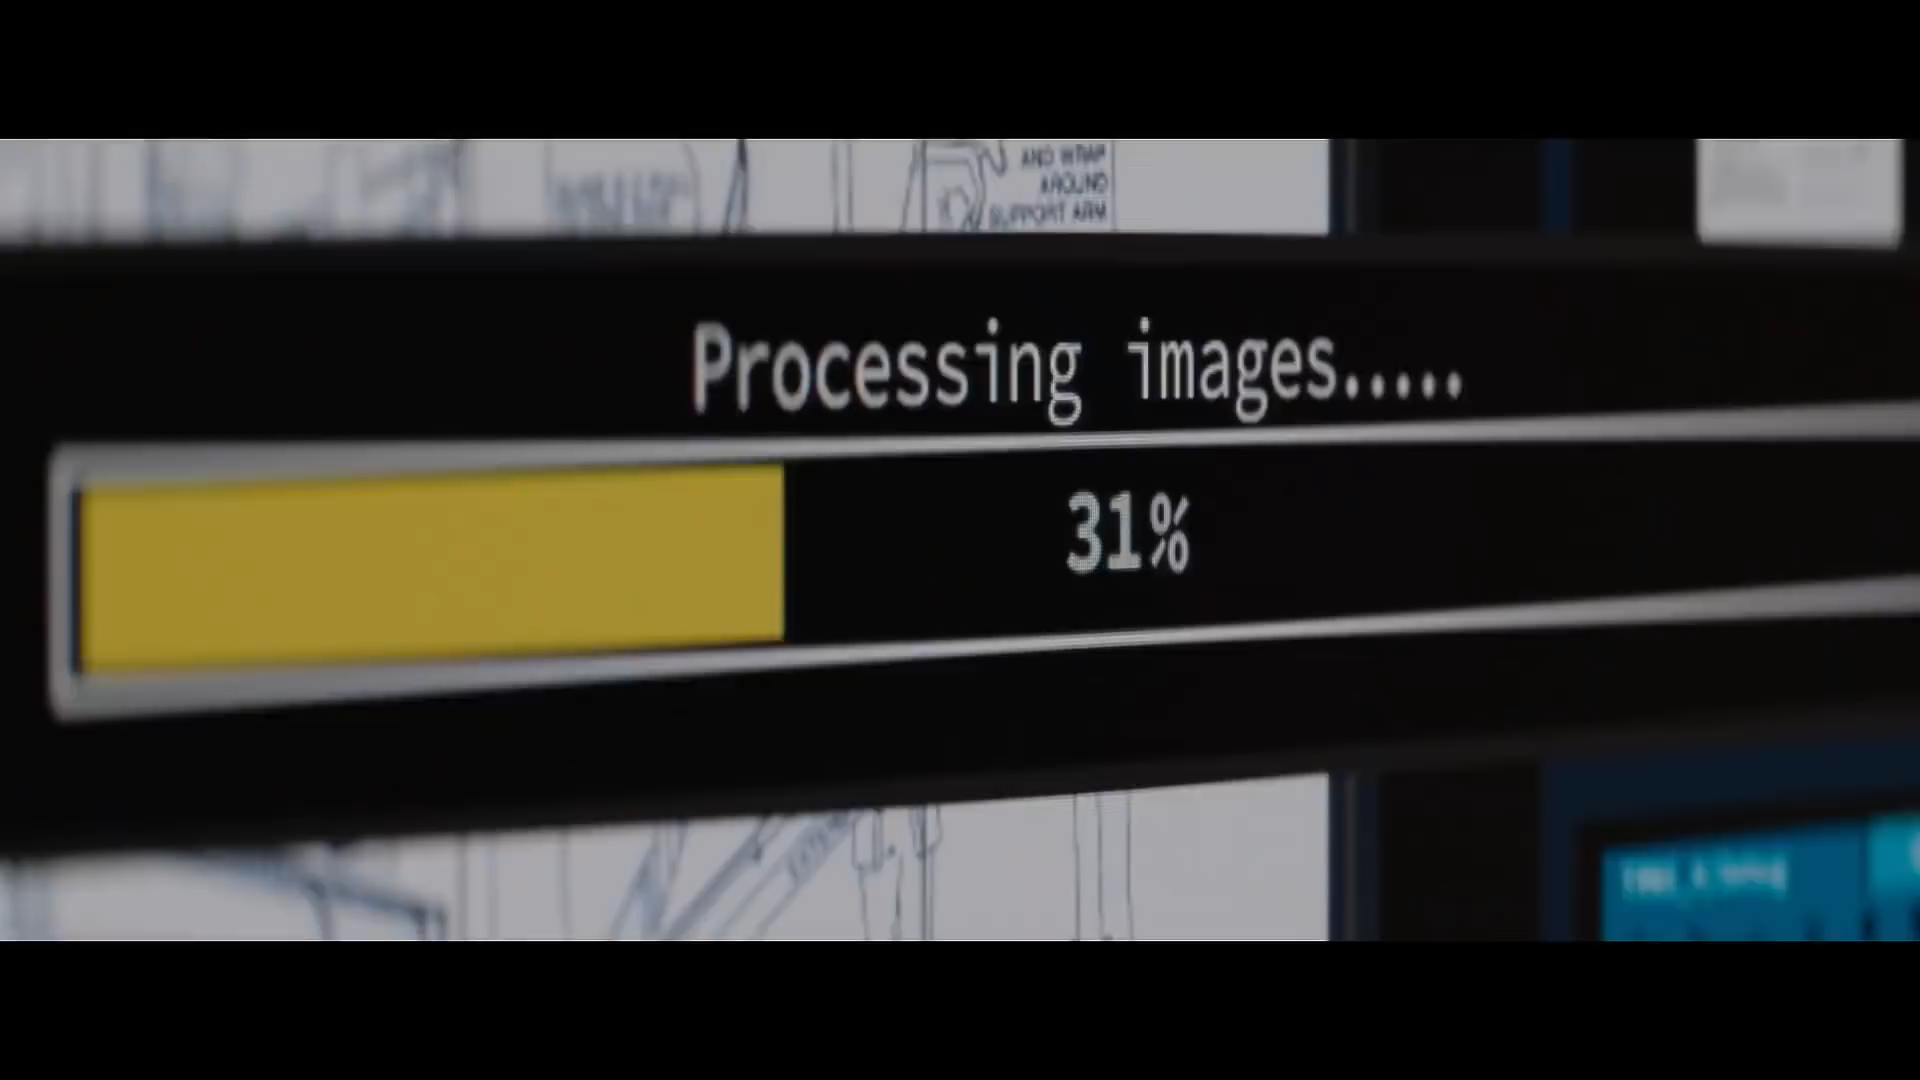 AND WRAP
AROUND
SUPPORT ARM
Processing images.....
31%